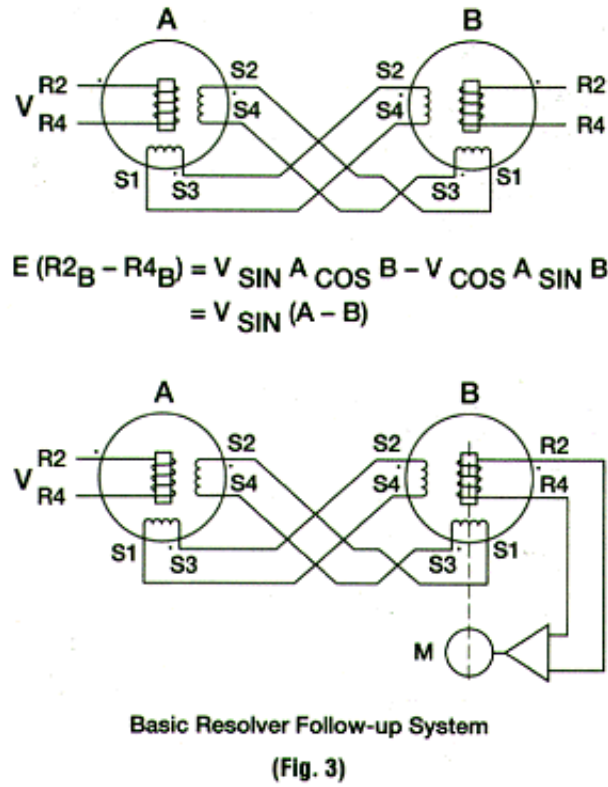 A B
R2 S2 S2 R2
V
R4 S4 S4 R4
S1 S3 S3 S1
E (R2B – R4B) = V SIN A COS B – V COS A SIN B
= V SIN (A – B)
A B
R2 S2 S2 R2
V
R4 S4 S4 R4
S1 S3 S3 S1
M
Basic Resolver Follow-up System
(Fig. 3)